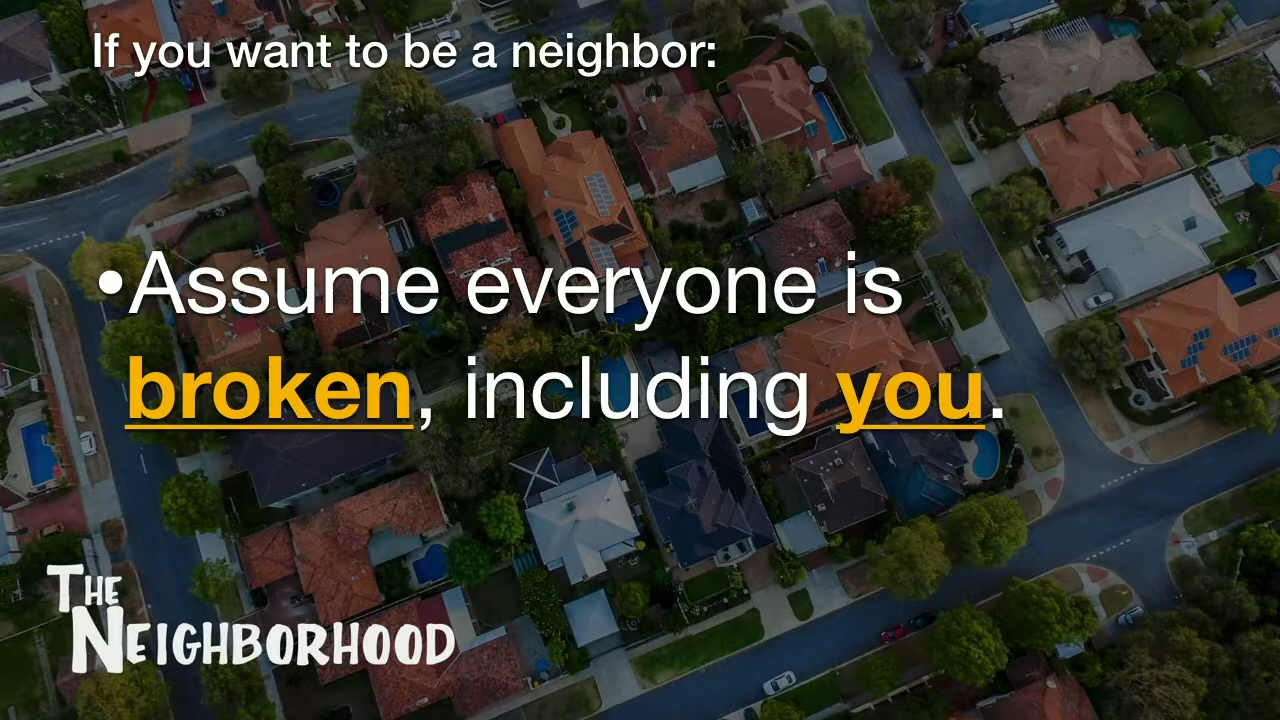 If you want to be a neighbor:
•Assume everyone is
broken, including you.
THE
NEIGHBORHOOD